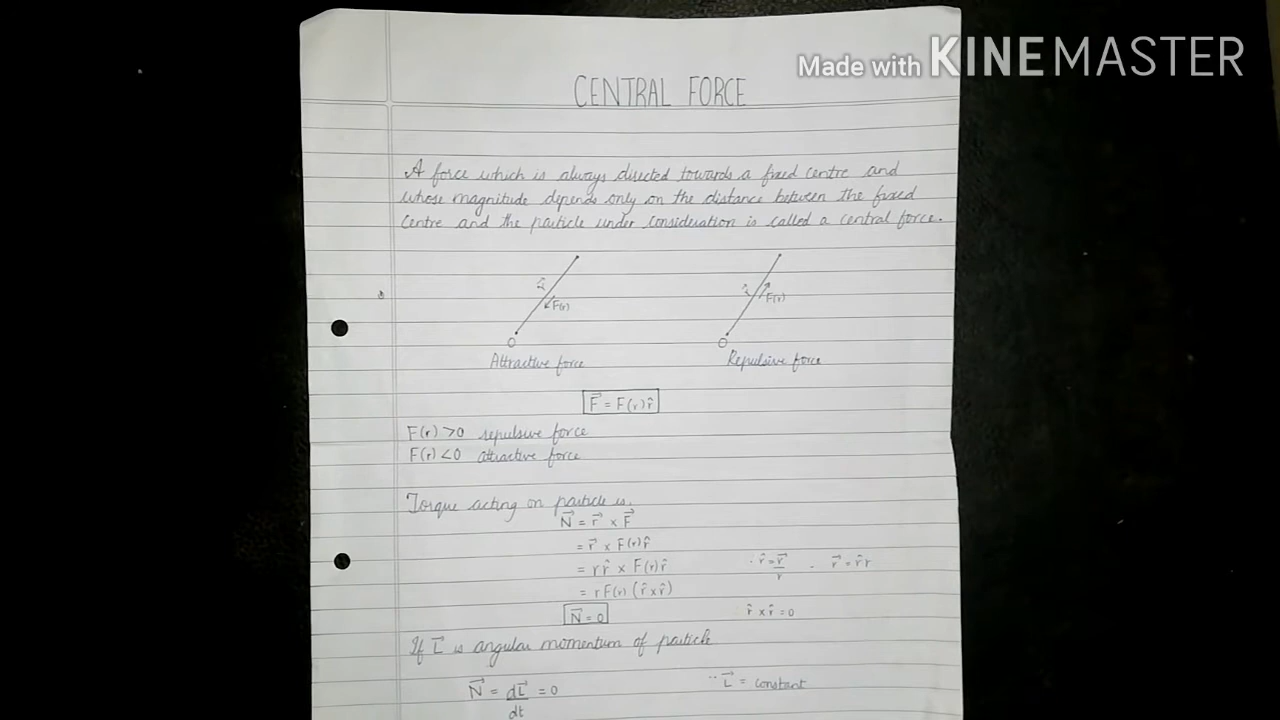 Made with KINEMASTER
CENTRAL FORCE
A force which is always directed towards a fixed centre and
whose magnitude depends only on the distance between the fixed
centre and the particle under consideration is called a central force.
r̂ F(r) r̂ F(r)
O O
Attractive force Repulsive force
F⃗ = F(r) r̂
F(r) >0 repulsive force
F(r) <0 attractive force
Torque acting on particle is,
N⃗ = r⃗ × F⃗
= r⃗ × F(r) r̂
= r r̂ × F(r) r̂ ∵ r̂ = r⃗/r ∴ r⃗ = r̂ r
= r F(r) (r̂ × r̂)
N⃗ = 0 r̂ × r̂ = 0
If L⃗ is angular momentum of particle
N⃗ = dL⃗/dt = 0 ∵ L⃗ = constant